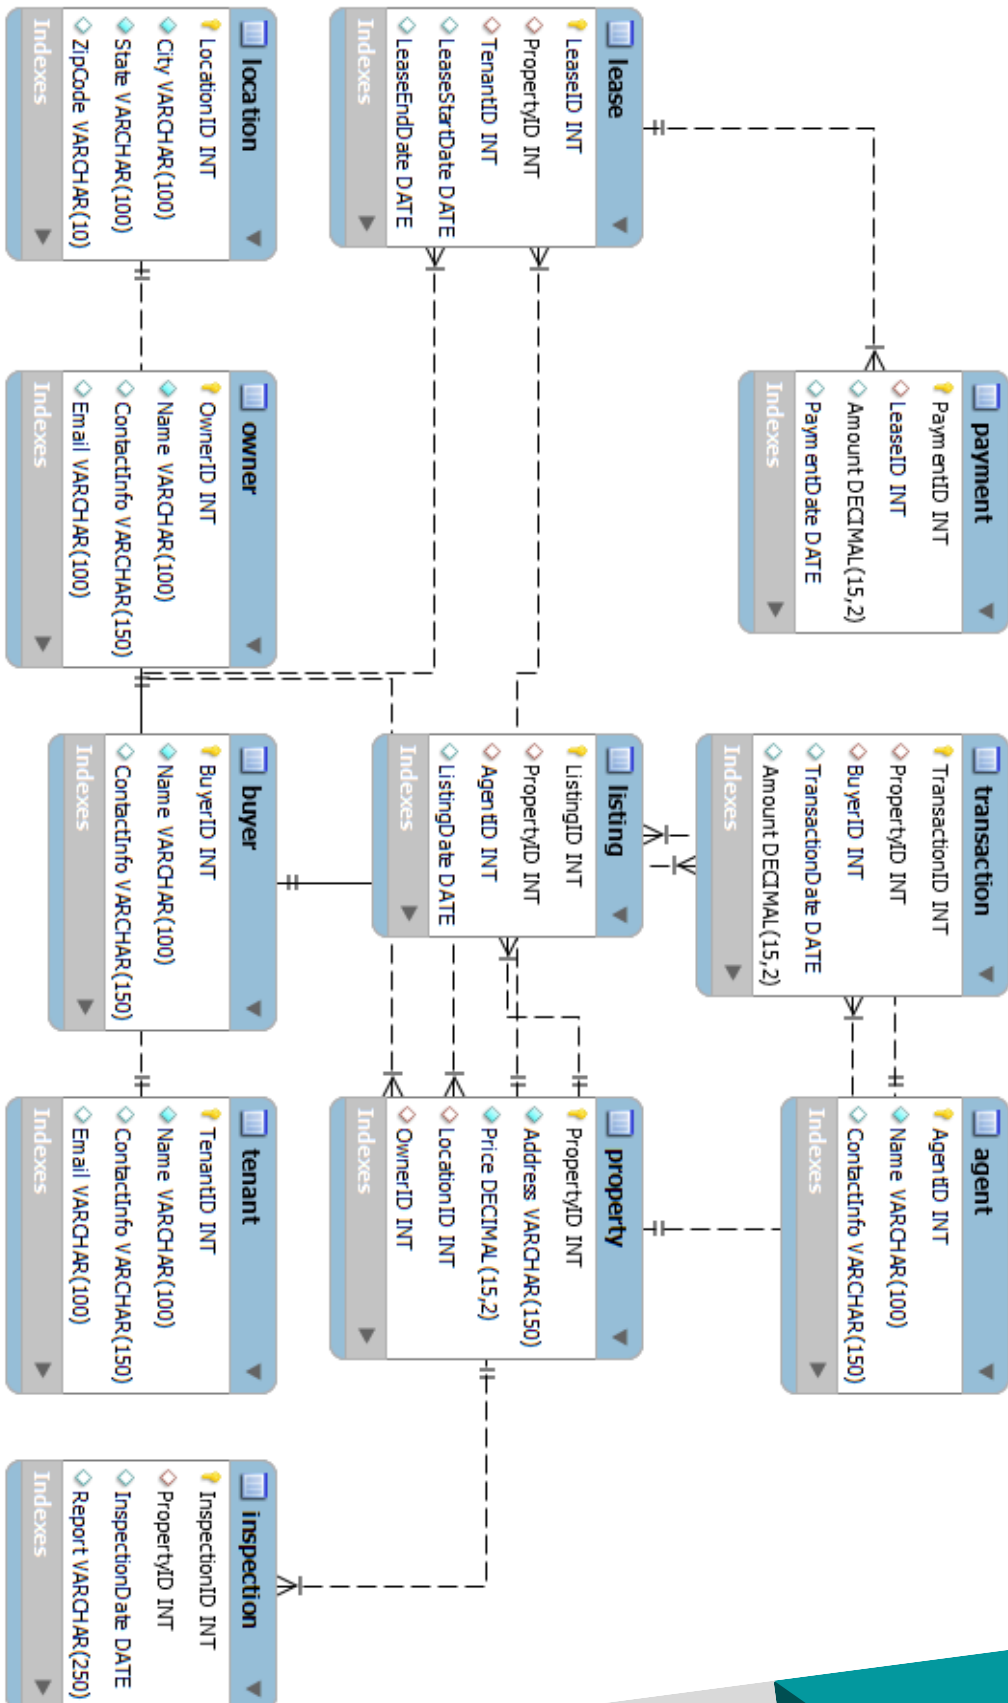 payment
PaymentID INT
LeaseID INT
Amount DECIMAL(15,2)
PaymentDate DATE
Indexes
transaction
TransactionID INT
PropertyID INT
BuyerID INT
TransactionDate DATE
Amount DECIMAL(15,2)
Indexes
agent
AgentID INT
Name VARCHAR(100)
ContactInfo VARCHAR(150)
Indexes
lease
LeaseID INT
PropertyID INT
TenantID INT
LeaseStartDate DATE
LeaseEndDate DATE
Indexes
listing
ListingID INT
PropertyID INT
AgentID INT
ListingDate DATE
Indexes
property
PropertyID INT
Address VARCHAR(150)
Price DECIMAL(15,2)
LocationID INT
OwnerID INT
Indexes
location
LocationID INT
City VARCHAR(100)
State VARCHAR(100)
ZipCode VARCHAR(10)
Indexes
owner
OwnerID INT
Name VARCHAR(100)
ContactInfo VARCHAR(150)
Email VARCHAR(100)
Indexes
buyer
BuyerID INT
Name VARCHAR(100)
ContactInfo VARCHAR(150)
Indexes
tenant
TenantID INT
Name VARCHAR(100)
ContactInfo VARCHAR(150)
Email VARCHAR(100)
Indexes
inspection
InspectionID INT
PropertyID INT
InspectionDate DATE
Report VARCHAR(250)
Indexes